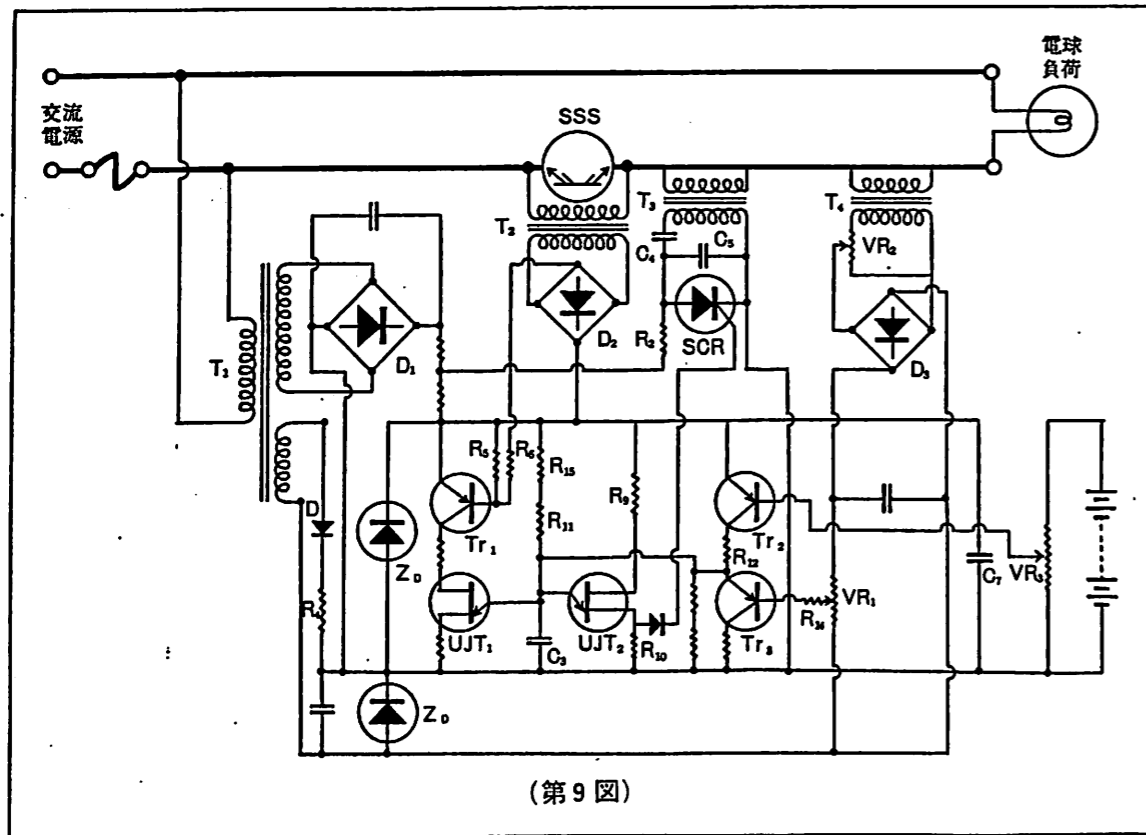 電球
負荷
交流
電源
SSS
T₂
T₃
T₄
C₄
C₅
VR₂
D₁
D₂
R₂
SCR
D₃
T₁
D
R₅
R₆
R₁₅
R₁₁
R₉
Tr₁
Tr₂
R₁₂
Z_D
UJT₁
UJT₂
C₃
R₁₀
Tr₃
R₁₄
VR₁
C₇
VR₃
Z_D
(第9図)